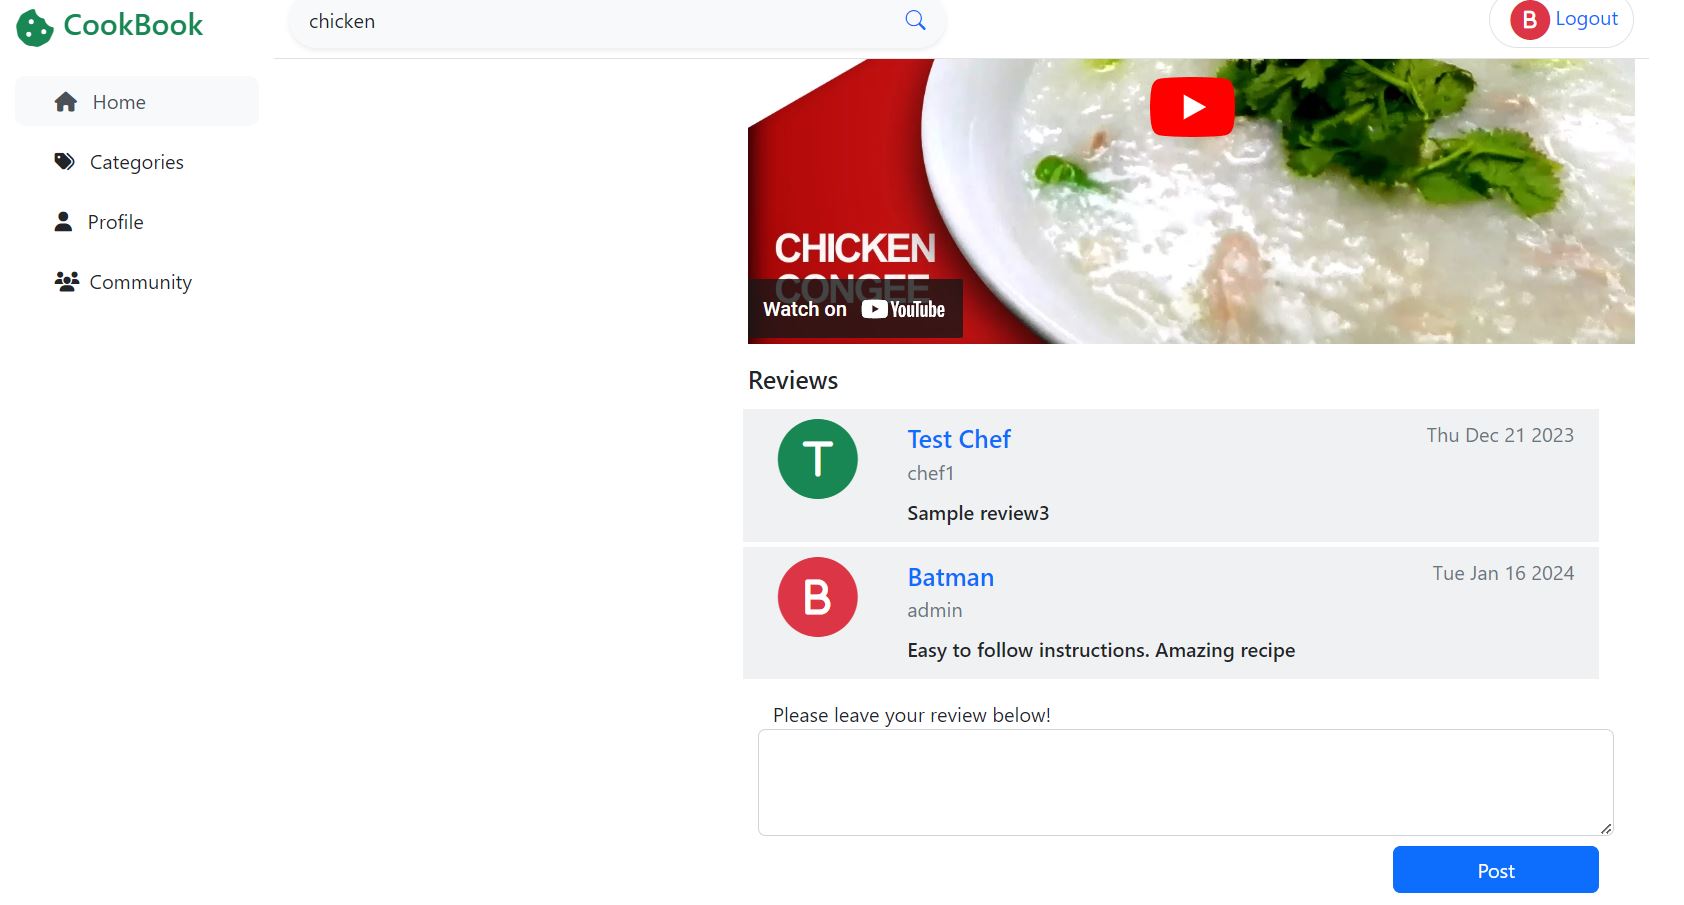 CookBook
chicken
B Logout
Home
Categories
Profile
Community
CHICKEN
CONGEE
Watch on YouTube
Reviews
T
Test Chef
Thu Dec 21 2023
chef1
Sample review3
B
Batman
Tue Jan 16 2024
admin
Easy to follow instructions. Amazing recipe
Please leave your review below!
Post